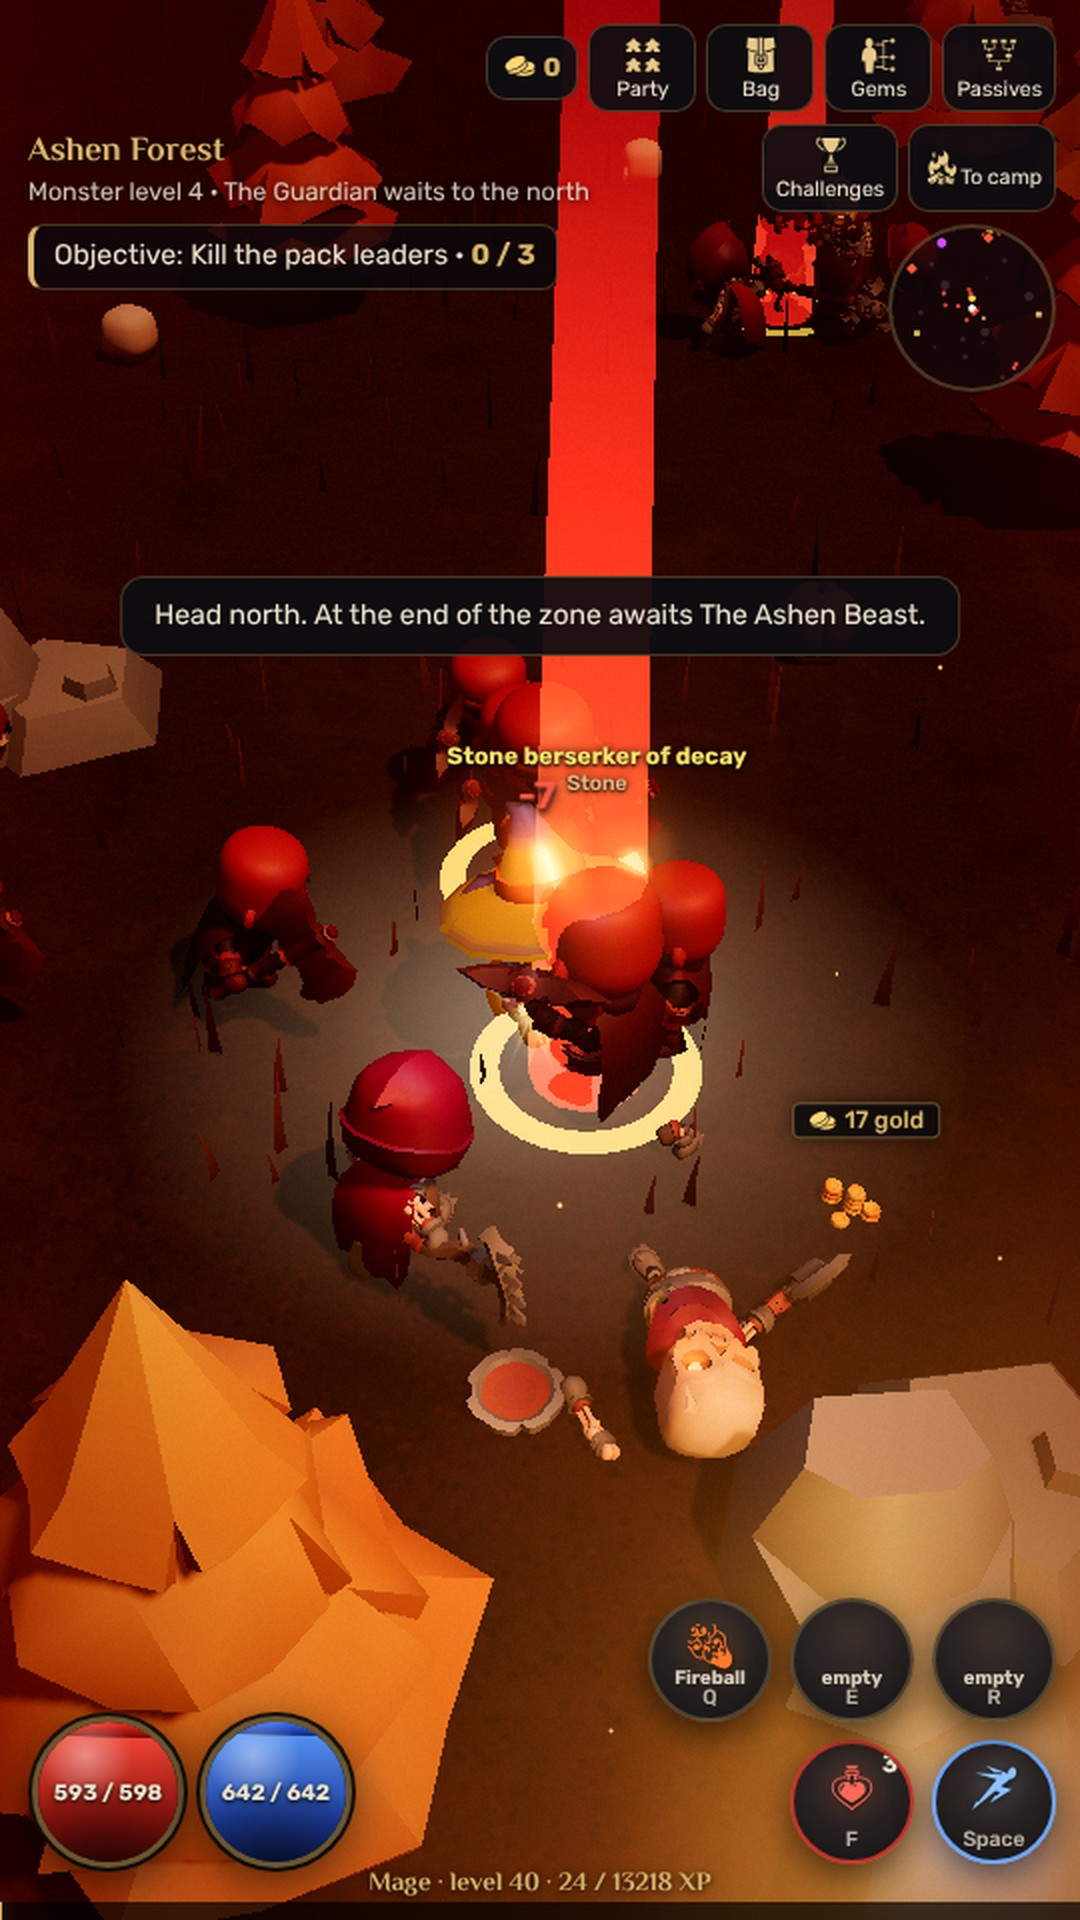 0
Party
Bag
Gems
Passives
Ashen Forest
Monster level 4 • The Guardian waits to the north
Challenges
To camp
Objective: Kill the pack leaders • 0 / 3
Head north. At the end of the zone awaits The Ashen Beast.
Stone berserker of decay
Stone
-7
17 gold
Fireball
Q
empty
E
empty
R
593 / 598
642 / 642
3
F
Space
Mage · level 40 · 24 / 13218 XP